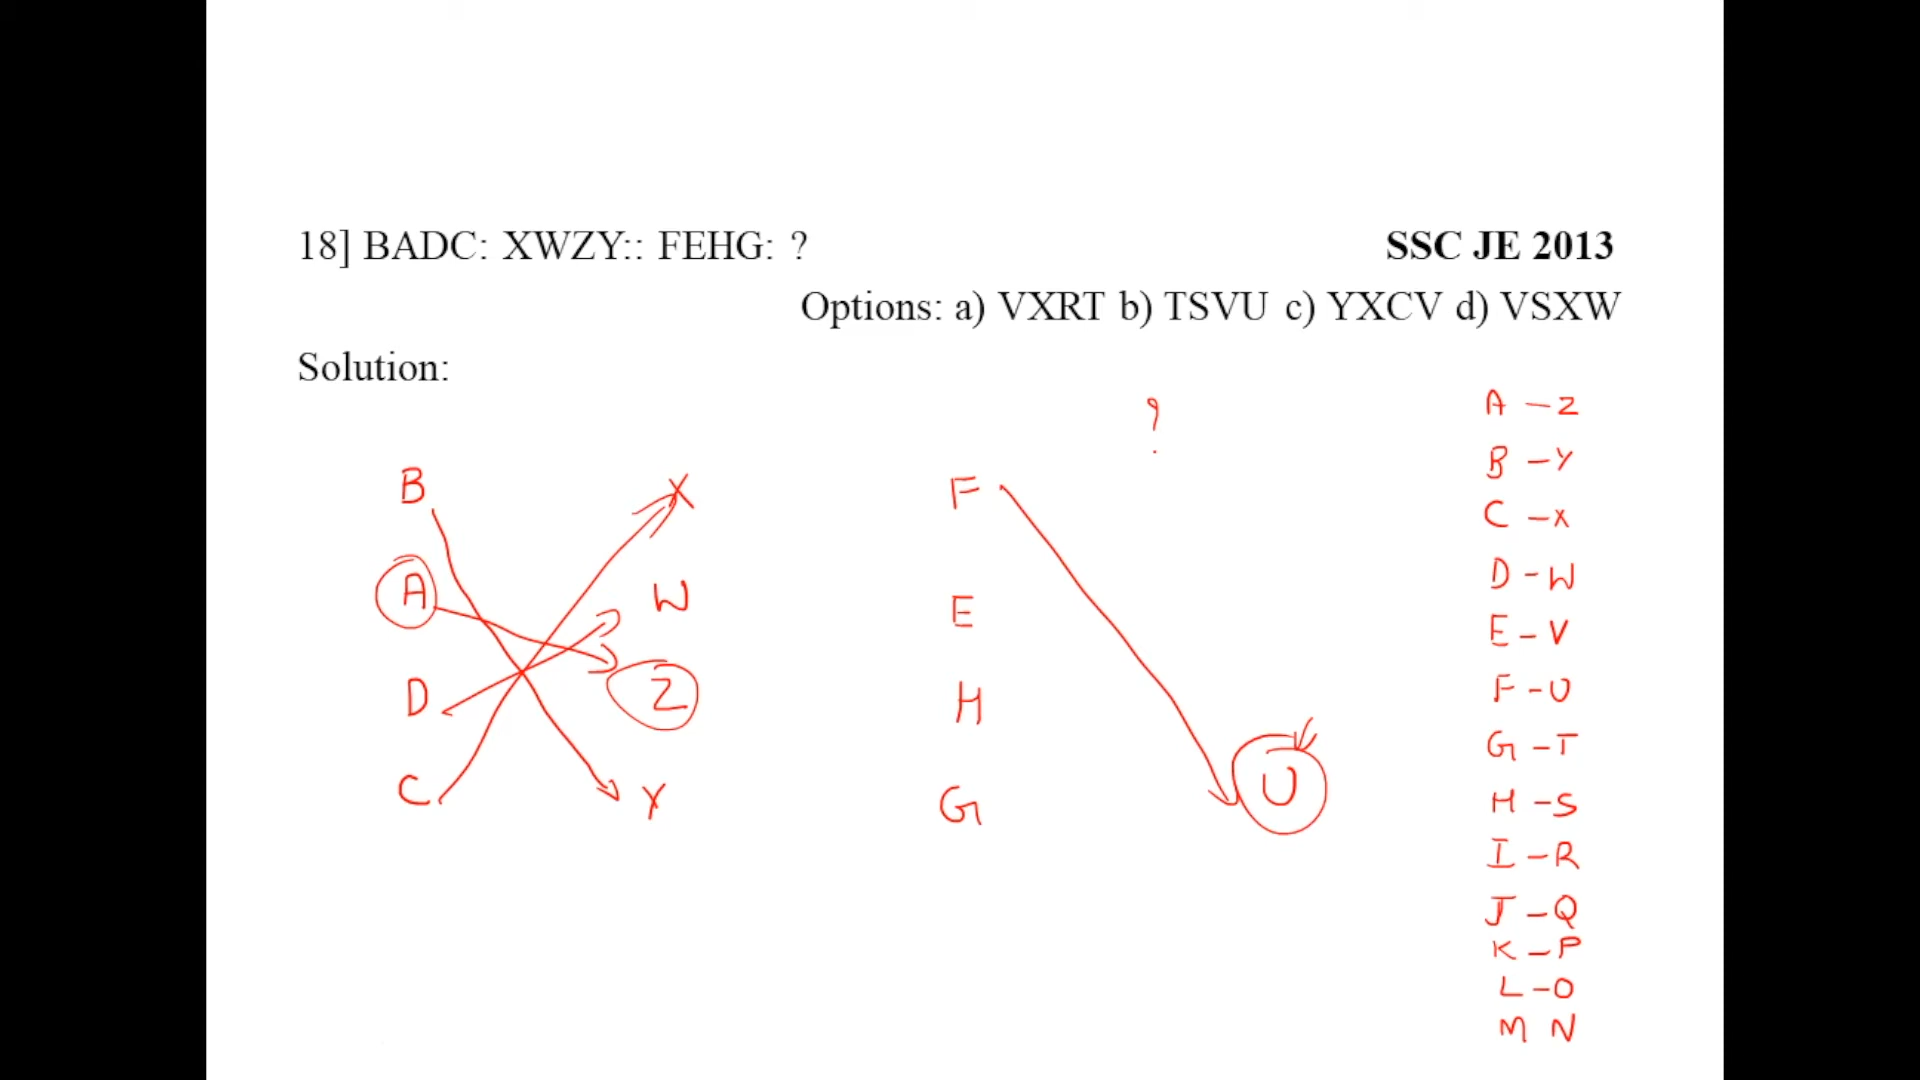 18] BADC: XWZY:: FEHG: ? SSC JE 2013
Options: a) VXRT b) TSVU c) YXCV d) VSXW
Solution:
?
A - Z
B X F B - Y
C - X
A W E D - W
E - V
D Z H F - U
G - T
C Y G U H - S
I - R
J - Q
K - P
L - O
M N